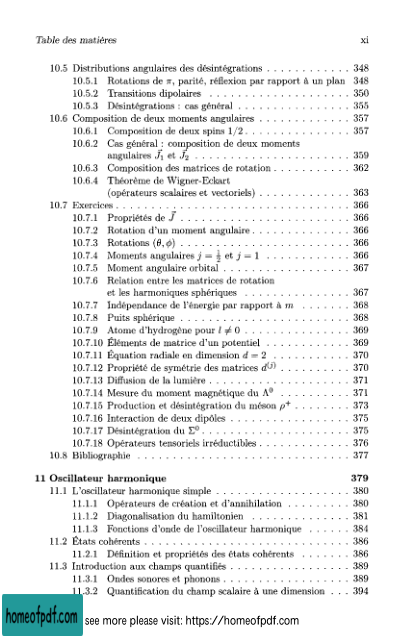 Table des matières xi
10.5 Distributions angulaires des désintégrations . . . . . . . . . . . . 348
10.5.1 Rotations de π, parité, réflexion par rapport à un plan 348
10.5.2 Transitions dipolaires . . . . . . . . . . . . . . . . . . . . 350
10.5.3 Désintégrations : cas général . . . . . . . . . . . . . . . . 355
10.6 Composition de deux moments angulaires . . . . . . . . . . . . . 357
10.6.1 Composition de deux spins 1/2 . . . . . . . . . . . . . . . 357
10.6.2 Cas général : composition de deux moments
angulaires J⃗₁ et J⃗₂ . . . . . . . . . . . . . . . . . . . . . . 359
10.6.3 Composition des matrices de rotation . . . . . . . . . . . 362
10.6.4 Théorème de Wigner-Eckart
(opérateurs scalaires et vectoriels) . . . . . . . . . . . . . 363
10.7 Exercices . . . . . . . . . . . . . . . . . . . . . . . . . . . . . . . . 366
10.7.1 Propriétés de J⃗ . . . . . . . . . . . . . . . . . . . . . . . . 366
10.7.2 Rotation d'un moment angulaire . . . . . . . . . . . . . . 366
10.7.3 Rotations (θ, ϕ) . . . . . . . . . . . . . . . . . . . . . . . . 366
10.7.4 Moments angulaires j = ½ et j = 1 . . . . . . . . . . . . 366
10.7.5 Moment angulaire orbital . . . . . . . . . . . . . . . . . . 367
10.7.6 Relation entre les matrices de rotation
et les harmoniques sphériques . . . . . . . . . . . . . . . 367
10.7.7 Indépendance de l'énergie par rapport à m . . . . . . . 368
10.7.8 Puits sphérique . . . . . . . . . . . . . . . . . . . . . . . . 368
10.7.9 Atome d'hydrogène pour l ≠ 0 . . . . . . . . . . . . . . . 369
10.7.10 Éléments de matrice d'un potentiel . . . . . . . . . . . . 369
10.7.11 Équation radiale en dimension d = 2 . . . . . . . . . . . 370
10.7.12 Propriété de symétrie des matrices d⁽ʲ⁾ . . . . . . . . . . 370
10.7.13 Diffusion de la lumière . . . . . . . . . . . . . . . . . . . . 371
10.7.14 Mesure du moment magnétique du Λ⁰ . . . . . . . . . . 371
10.7.15 Production et désintégration du méson ρ⁺ . . . . . . . . 373
10.7.16 Interaction de deux dipôles . . . . . . . . . . . . . . . . . 375
10.7.17 Désintégration du Σ⁰ . . . . . . . . . . . . . . . . . . . . . 375
10.7.18 Opérateurs tensoriels irréductibles . . . . . . . . . . . . . 376
10.8 Bibliographie . . . . . . . . . . . . . . . . . . . . . . . . . . . . . 377
11 Oscillateur harmonique 379
11.1 L'oscillateur harmonique simple . . . . . . . . . . . . . . . . . . . 380
11.1.1 Opérateurs de création et d'annihilation . . . . . . . . . 380
11.1.2 Diagonalisation du hamiltonien . . . . . . . . . . . . . . 381
11.1.3 Fonctions d'onde de l'oscillateur harmonique . . . . . . 384
11.2 États cohérents . . . . . . . . . . . . . . . . . . . . . . . . . . . . . 386
11.2.1 Définition et propriétés des états cohérents . . . . . . . 386
11.3 Introduction aux champs quantifiés . . . . . . . . . . . . . . . . . 389
11.3.1 Ondes sonores et phonons . . . . . . . . . . . . . . . . . . 389
11.3.2 Quantification du champ scalaire à une dimension . . . 394
homeofpdf.com see more please visit: https://homeofpdf.com